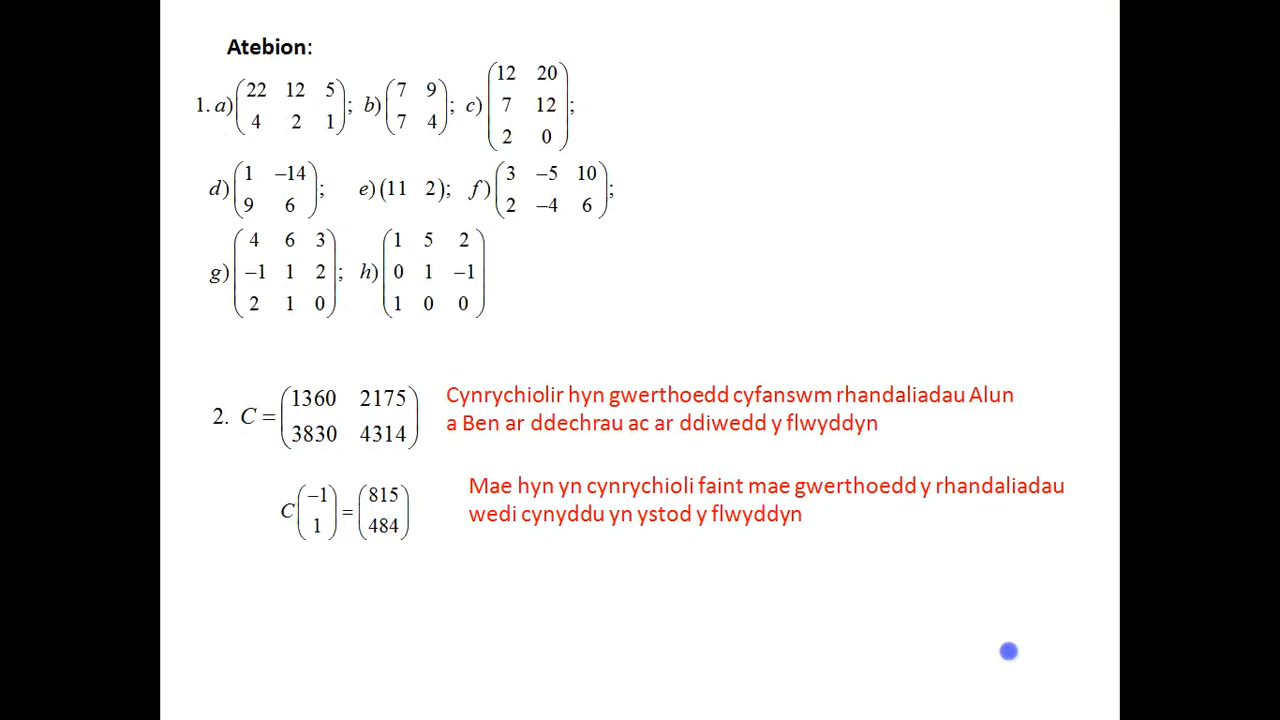 Atebion:
1. a) (22 12 5
4 2 1); b) (7 9
7 4); c) (12 20
7 12
2 0);
d) (1 −14
9 6); e) (11 2); f) (3 −5 10
2 −4 6);
g) (4 6 3
−1 1 2
2 1 0); h) (1 5 2
0 1 −1
1 0 0)
2. C = (1360 2175
3830 4314)
Cynrychiolir hyn gwerthoedd cyfanswm rhandaliadau Alun
a Ben ar ddechrau ac ar ddiwedd y flwyddyn
C (−1
1) = (815
484)
Mae hyn yn cynrychioli faint mae gwerthoedd y rhandaliadau
wedi cynyddu yn ystod y flwyddyn